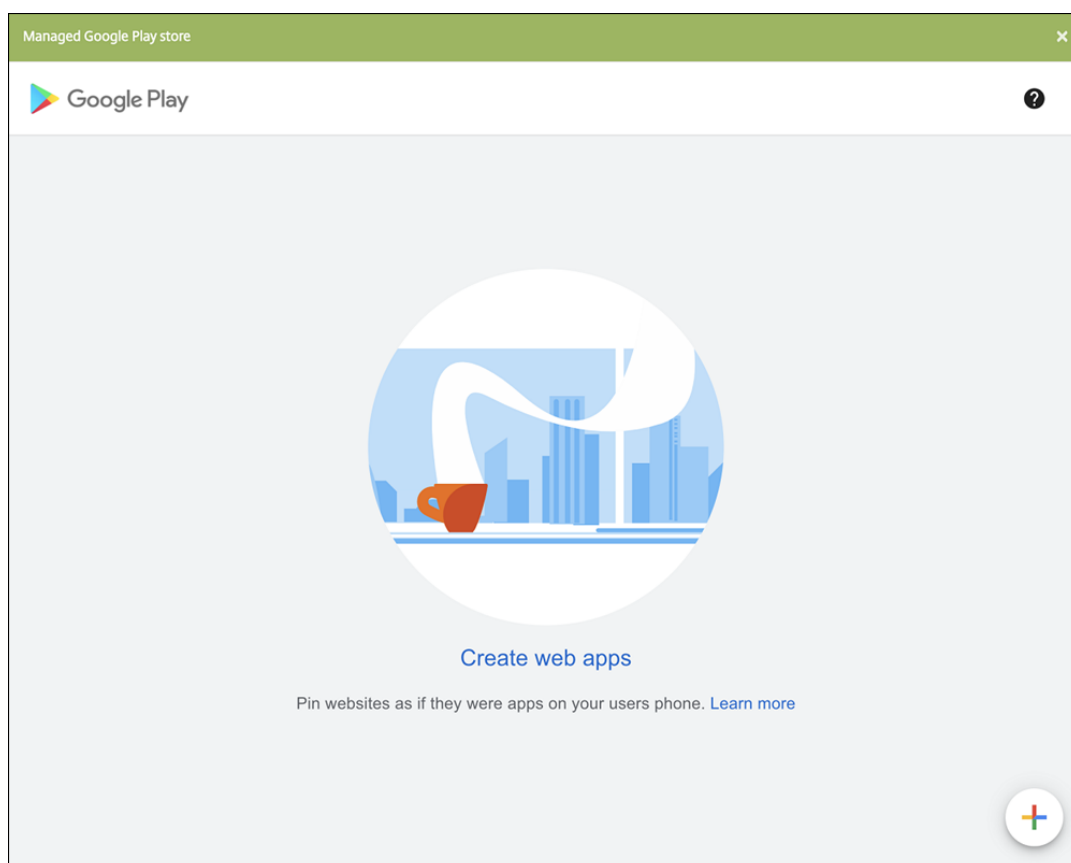 Managed Google Play store
Google Play
Create web apps
Pin websites as if they were apps on your users phone. Learn more